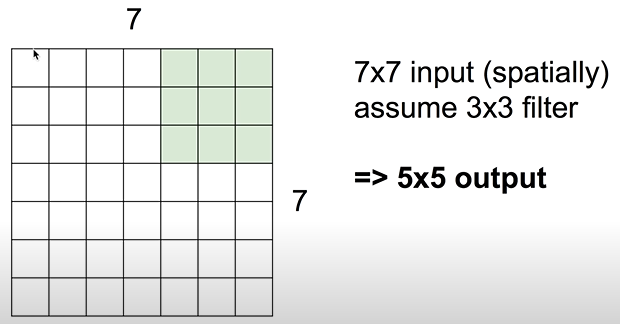 7
7x7 input (spatially)
assume 3x3 filter
=> 5x5 output
7